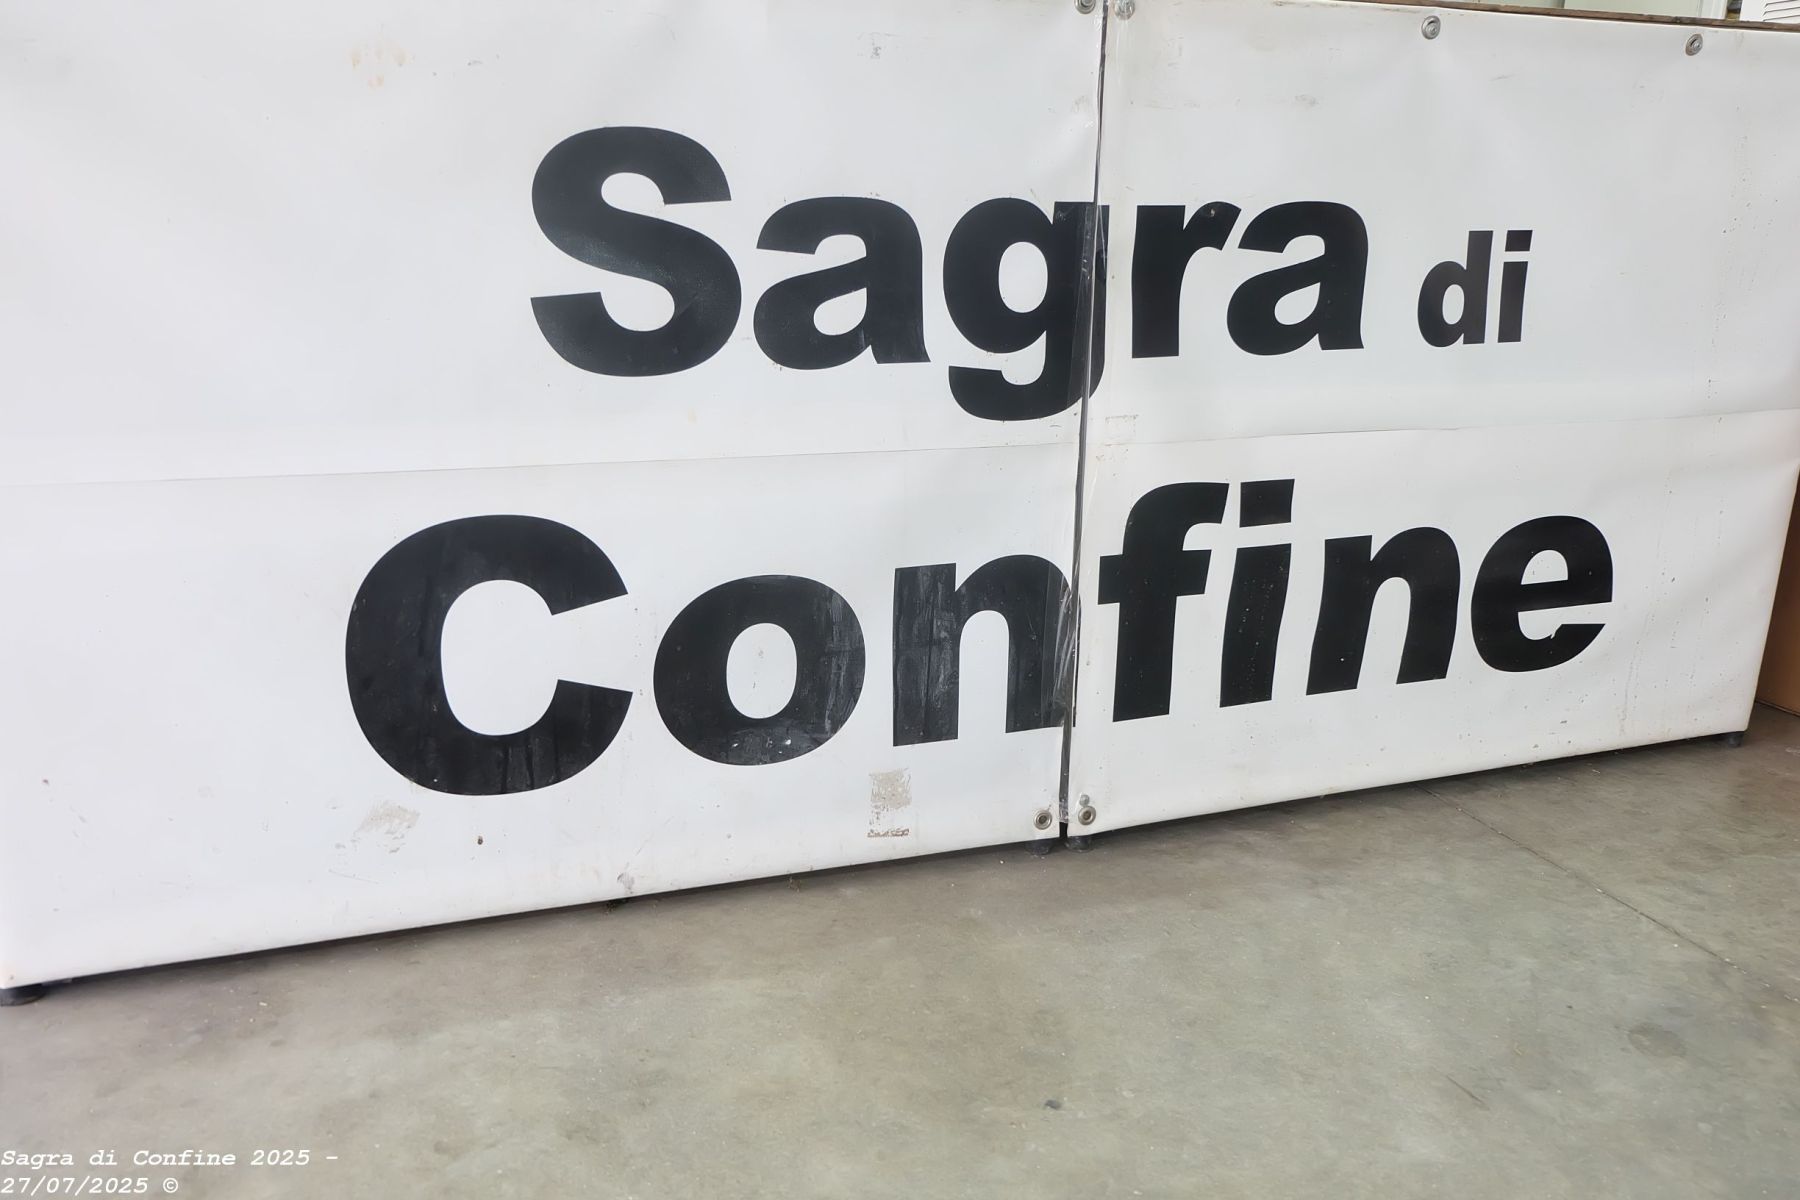 Sagra di
Confine
Sagra di Confine 2025 -
27/07/2025 ©